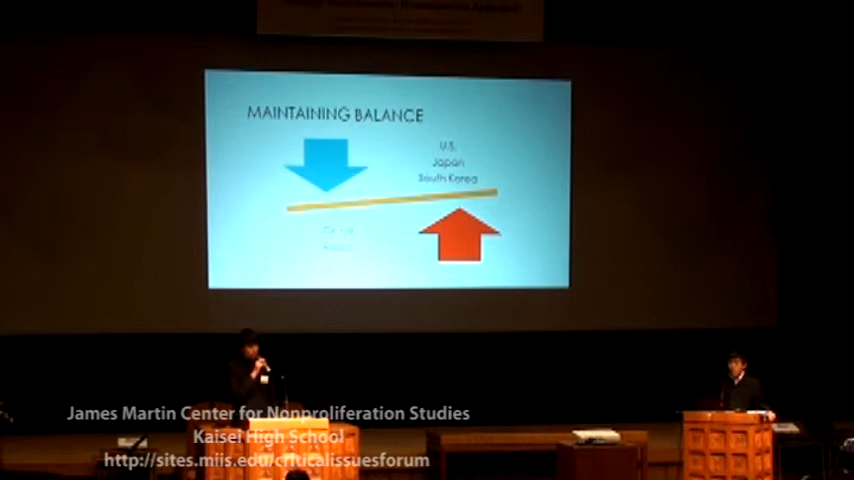 MAINTAINING BALANCE
U.S.
Japan
South Korea
James Martin Center for Nonproliferation Studies
Kaisei High School
http://sites.miis.edu/criticalissuesforum